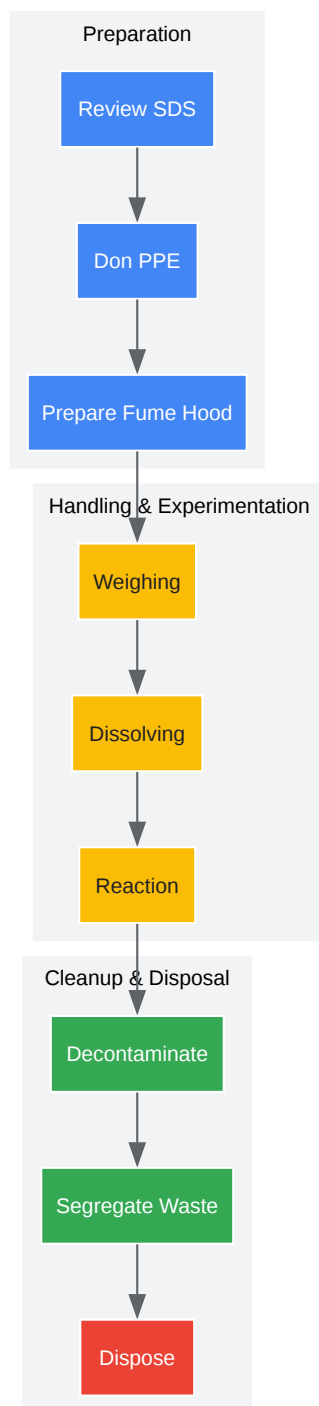 Preparation
Review SDS
Don PPE
Prepare Fume Hood
Handling & Experimentation
Weighing
Dissolving
Reaction
Cleanup & Disposal
Decontaminate
Segregate Waste
Dispose